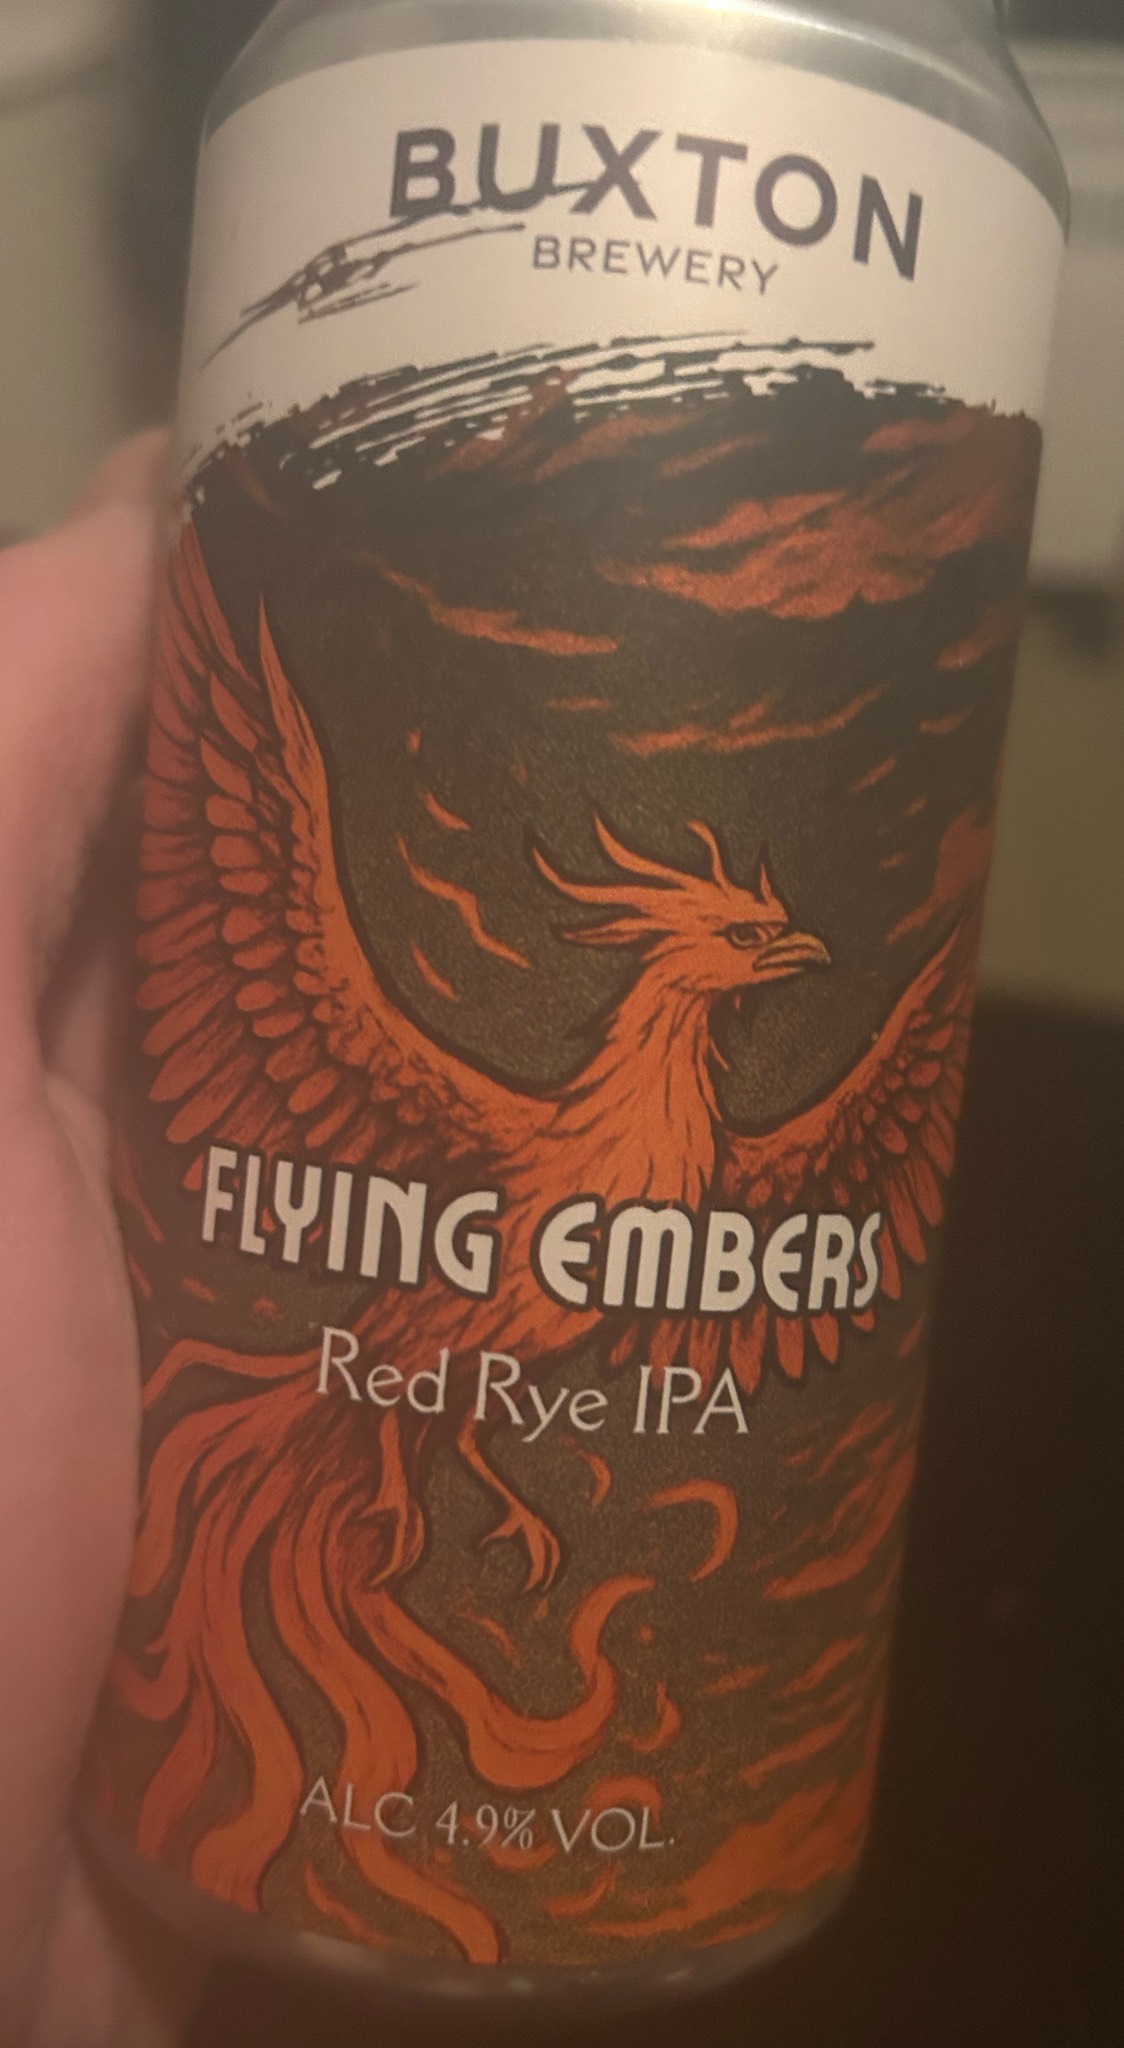 BUXTON
BREWERY
FLYING EMBERS
Red Rye IPA
ALC 4.9% VOL.